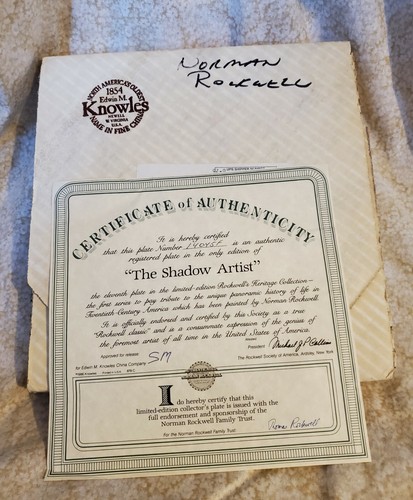 NORMAN
ROCKWELL
NORTH AMERICA'S OLDEST
1854
Edwin M.
Knowles
NEWELL
W. VIRGINIA
U.S.A.
NAME IN FINE CHINA
CERTIFICATE of AUTHENTICITY
It is hereby certified
that this plate Number is an authentic
registered plate in the only edition of
"The Shadow Artist"
the eleventh plate in the limited-edition Rockwell's Heritage Collection—
the first series to pay tribute to the unique panoramic history of life in
Twentieth-Century America which has been painted by Norman Rockwell.
It is officially endorsed and certified by this Society as a true
"Rockwell classic" and is a consummate expression of the genius of
the foremost artist of all time in the United States of America.
Approved for release
SM
President
for Edwin M. Knowles China Company
The Rockwell Society of America, Ardsley, New York
I do hereby certify that this
limited-edition collector's plate is issued with the
full endorsement and sponsorship of the
Norman Rockwell Family Trust.
For the Norman Rockwell Family Trust